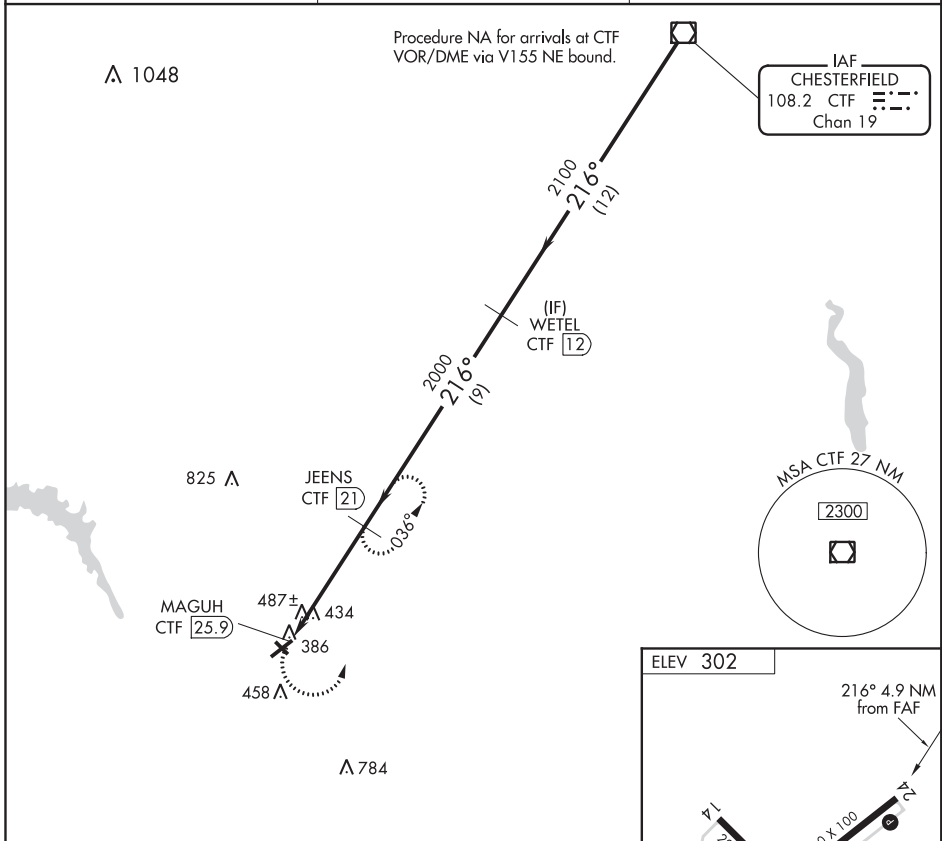 Procedure NA for arrivals at CTF
VOR/DME via V155 NE bound.
1048
IAF
CHESTERFIELD
108.2 CTF
Chan 19
2100
216°
(12)
(IF)
WETEL
CTF 12
2000
216°
(9)
825
JEENS
CTF 21
036°
MSA CTF 27 NM
2300
487±
434
MAGUH
CTF 25.9
386
458
784
ELEV 302
216° 4.9 NM
from FAF
24
14
X 100
P